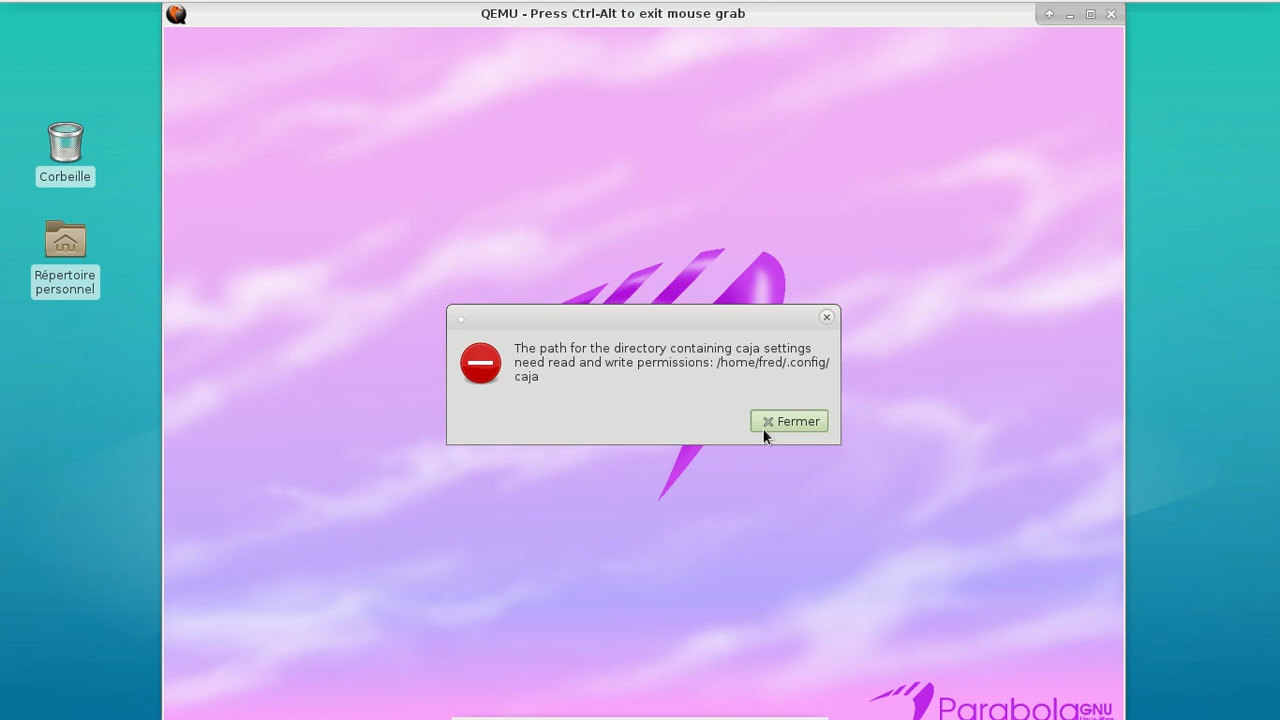 QEMU - Press Ctrl-Alt to exit mouse grab
Corbeille
Répertoire
personnel
The path for the directory containing caja settings
need read and write permissions: /home/fred/.config/
caja
Fermer
Parabola GNU